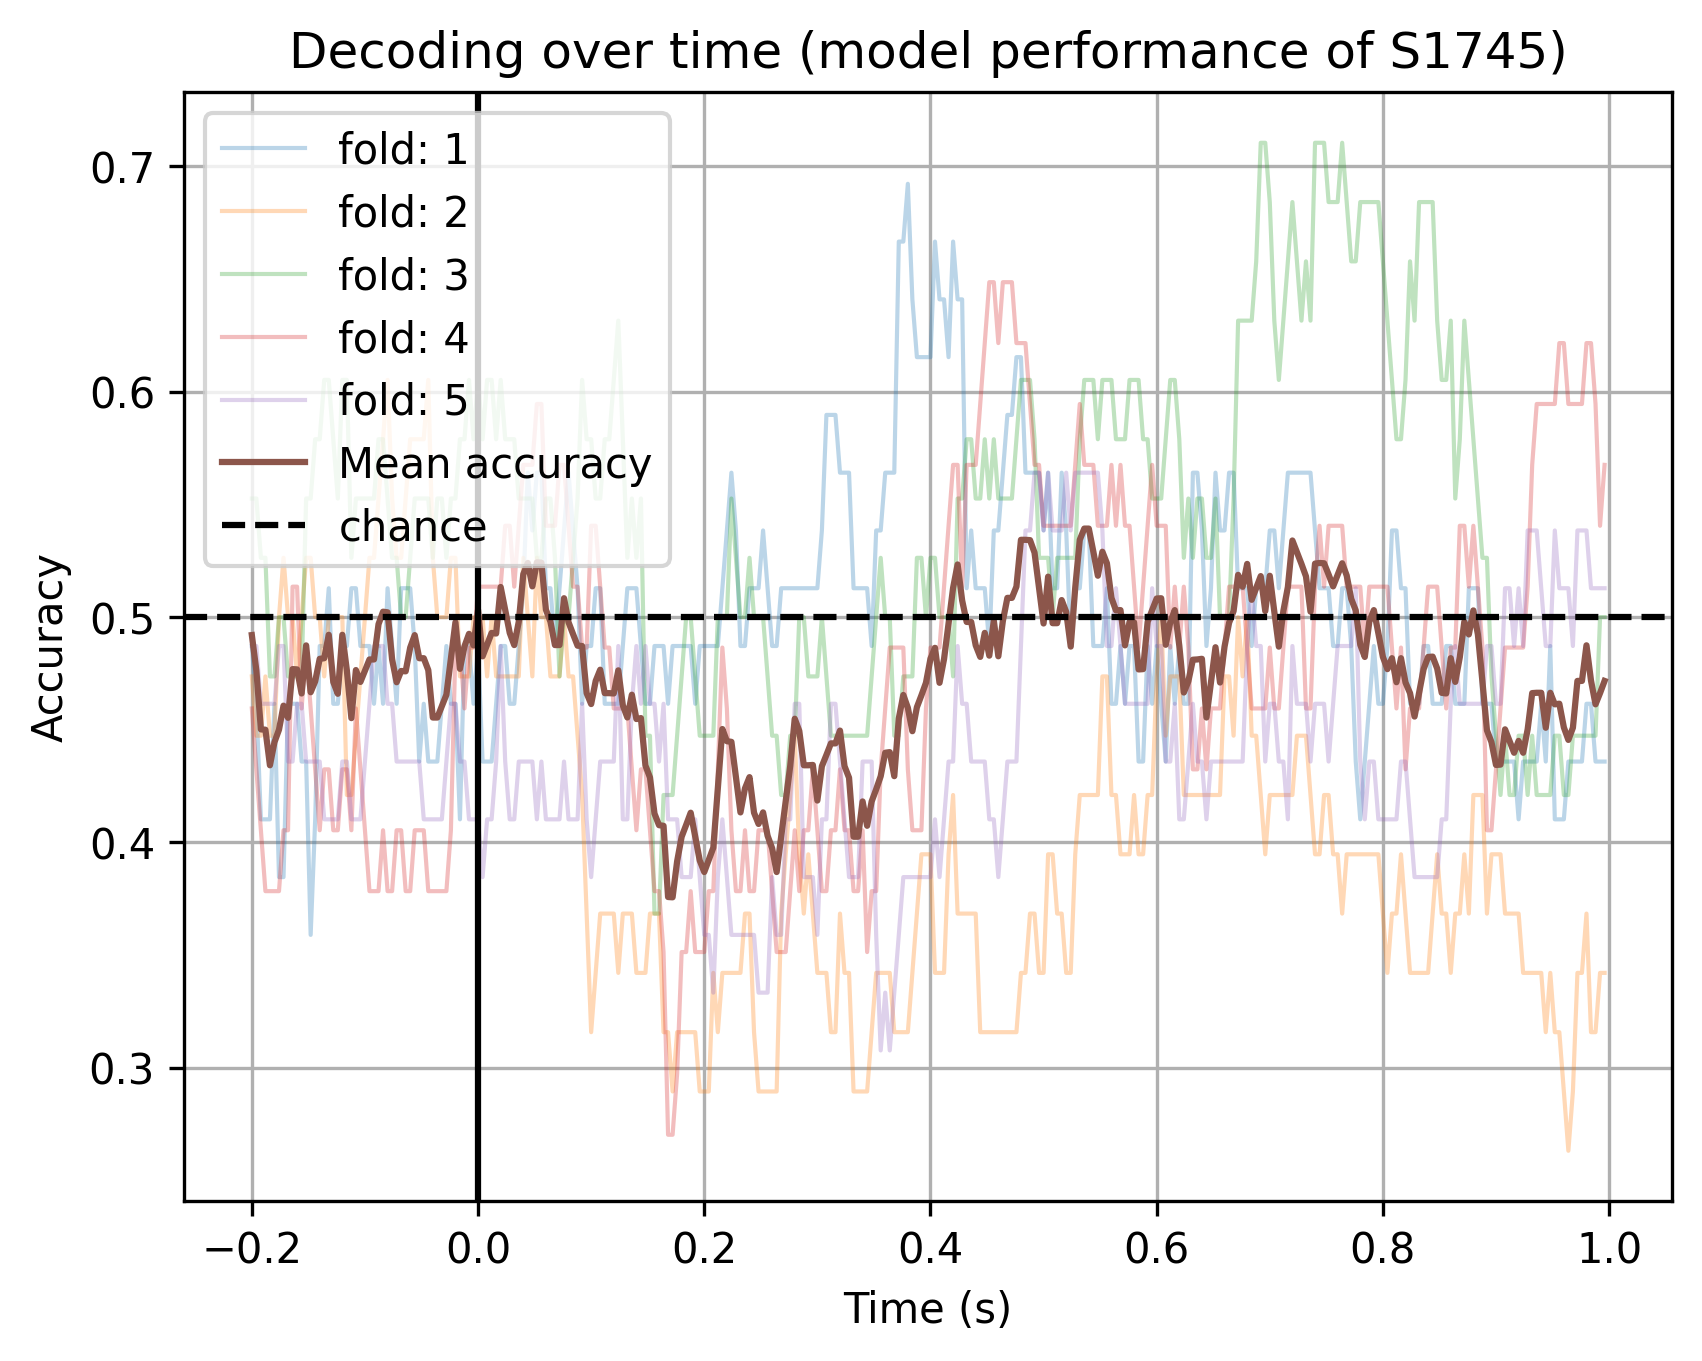 Decoding over time (model performance of S1745)
fold: 1
fold: 2
fold: 3
fold: 4
fold: 5
Mean accuracy
chance
Accuracy
0.7
0.6
0.5
0.4
0.3
−0.2 0.0 0.2 0.4 0.6 0.8 1.0
Time (s)